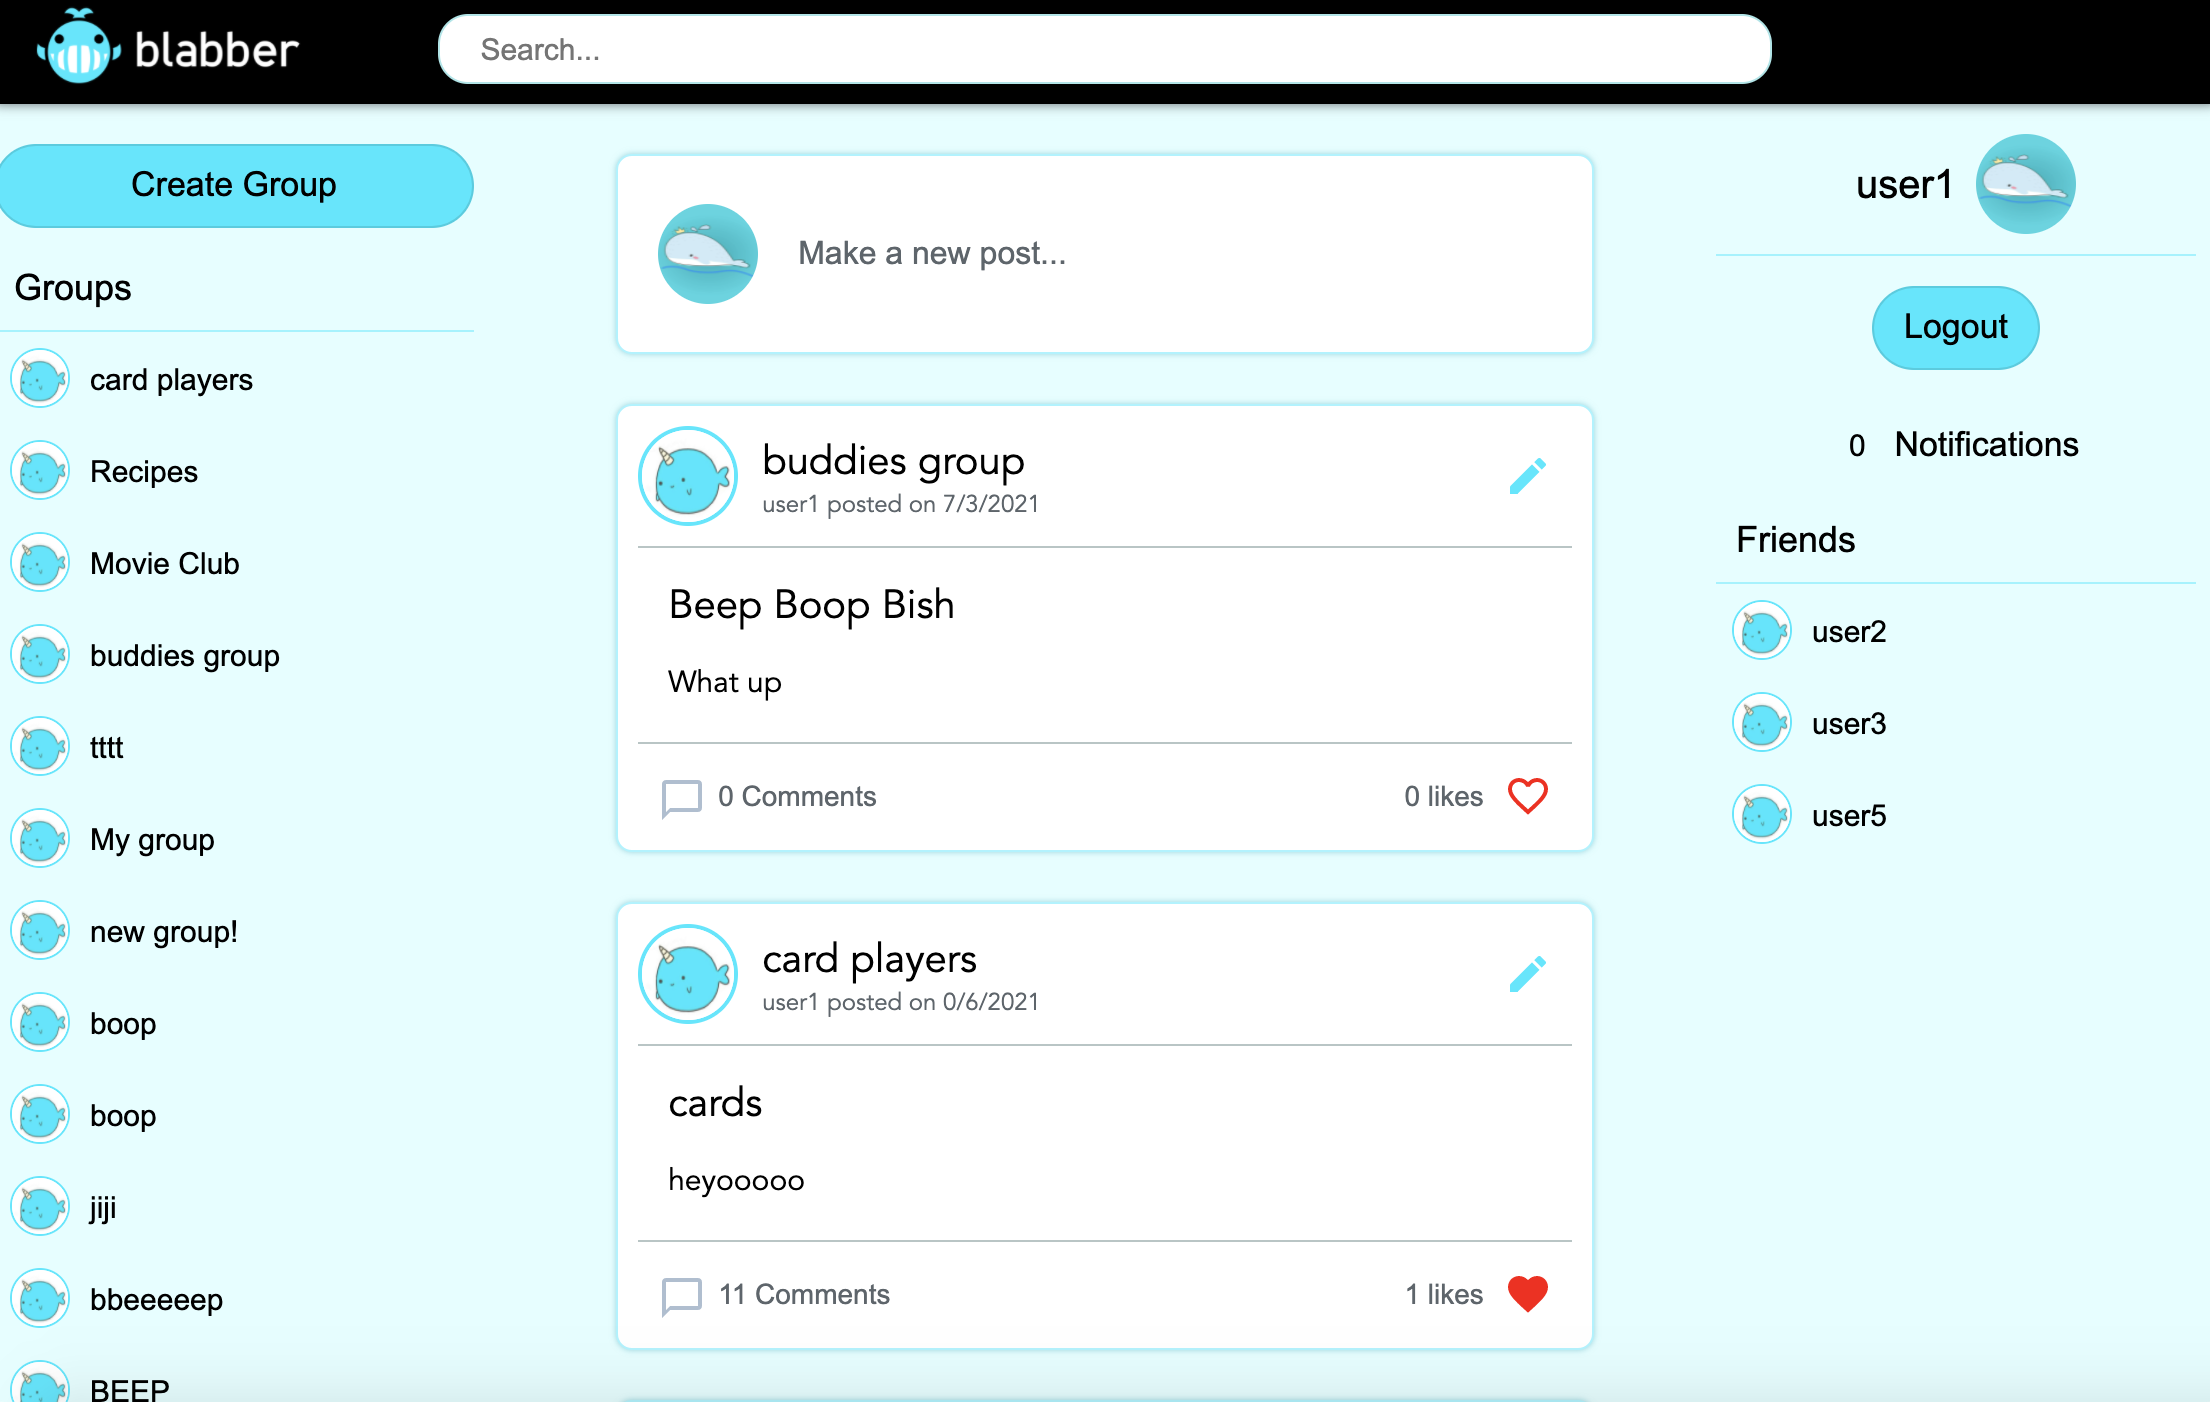 blabber
Search...
Create Group
Groups
card players
Recipes
Movie Club
buddies group
tttt
My group
new group!
boop
boop
jiji
bbeeeeep
BEEP
Make a new post...
buddies group
user1 posted on 7/3/2021
Beep Boop Bish
What up
0 Comments
0 likes
card players
user1 posted on 0/6/2021
cards
heyooooo
11 Comments
1 likes
user1
Logout
0 Notifications
Friends
user2
user3
user5